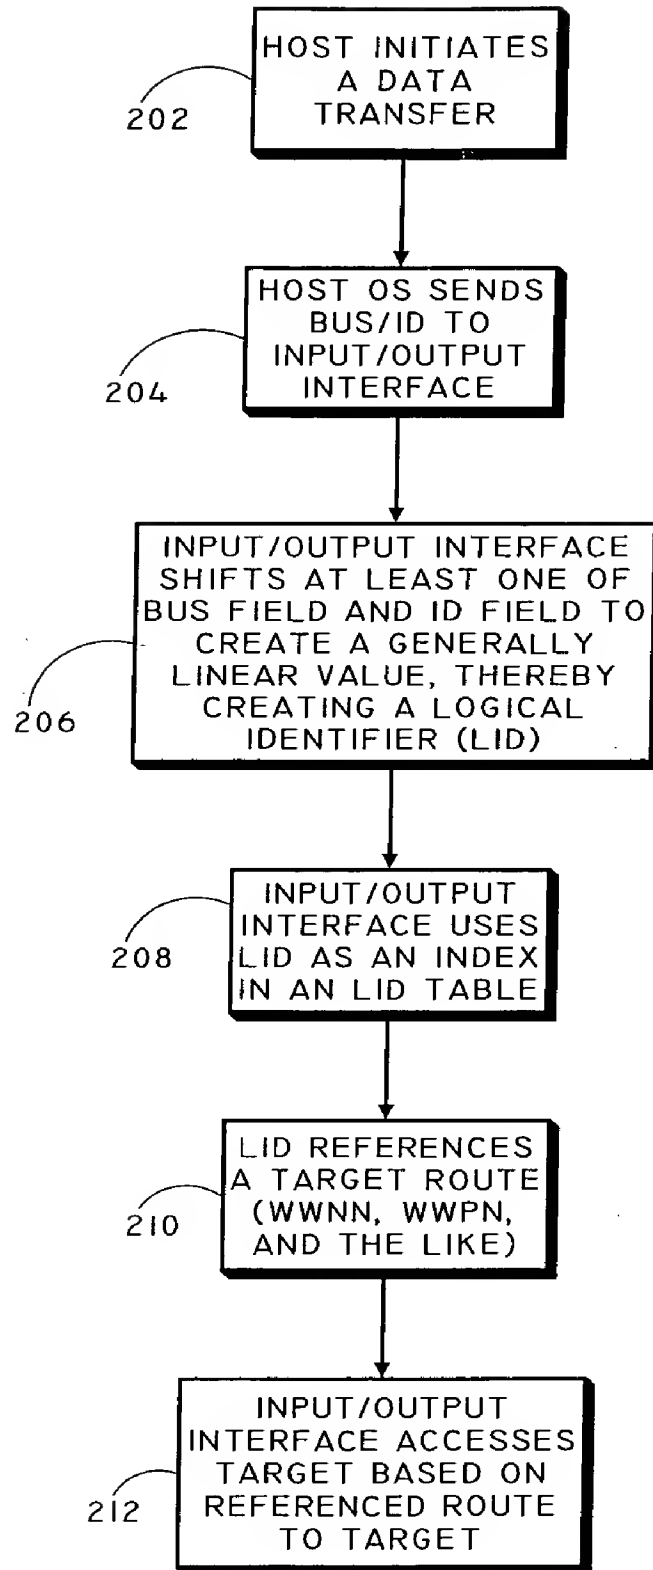 HOST INITIATES
A DATA
TRANSFER
202
HOST OS SENDS
BUS/ID TO
INPUT/OUTPUT
INTERFACE
204
INPUT/OUTPUT INTERFACE
SHIFTS AT LEAST ONE OF
BUS FIELD AND ID FIELD TO
CREATE A GENERALLY
LINEAR VALUE, THEREBY
CREATING A LOGICAL
IDENTIFIER (LID)
206
INPUT/OUTPUT
INTERFACE USES
LID AS AN INDEX
IN AN LID TABLE
208
LID REFERENCES
A TARGET ROUTE
(WWNN, WWPN,
AND THE LIKE)
210
INPUT/OUTPUT
INTERFACE ACCESSES
TARGET BASED ON
REFERENCED ROUTE
TO TARGET
212